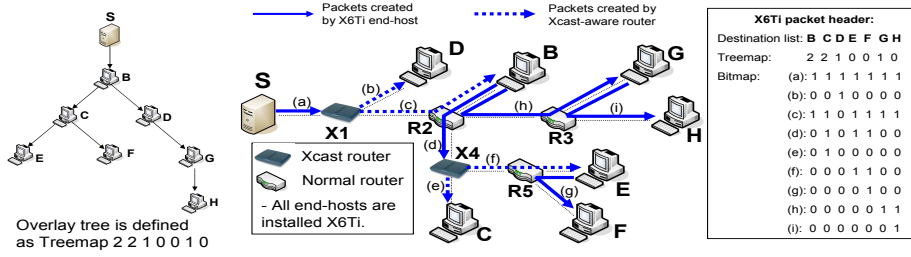 S
B
C
D
E
F
G
H
Overlay tree is defined
as Treemap 2 2 1 0 0 1 0
Packets created
by X6Ti end-host
Packets created by
Xcast-aware router
S
(a)
X1
(b)
D
(c)
R2
B
(h)
R3
G
(i)
H
(d)
X4
(e)
C
(f)
R5
E
(g)
F
Xcast router
Normal router
- All end-hosts are
installed X6Ti.
X6Ti packet header:
Destination list: B C D E F G H
Treemap: 2 2 1 0 0 1 0
Bitmap: (a): 1 1 1 1 1 1 1
(b): 0 0 1 0 0 0 0
(c): 1 1 0 1 1 1 1
(d): 0 1 0 1 1 0 0
(e): 0 1 0 0 0 0 0
(f): 0 0 0 1 1 0 0
(g): 0 0 0 0 1 0 0
(h): 0 0 0 0 0 1 1
(i): 0 0 0 0 0 0 1